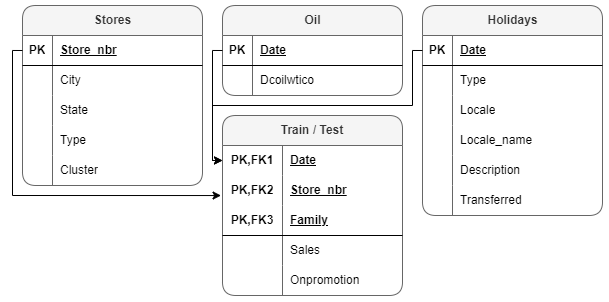 Stores
PK Store_nbr
City
State
Type
Cluster
Oil
PK Date
Dcoilwtico
Holidays
PK Date
Type
Locale
Locale_name
Description
Transferred
Train / Test
PK,FK1 Date
PK,FK2 Store_nbr
PK,FK3 Family
Sales
Onpromotion